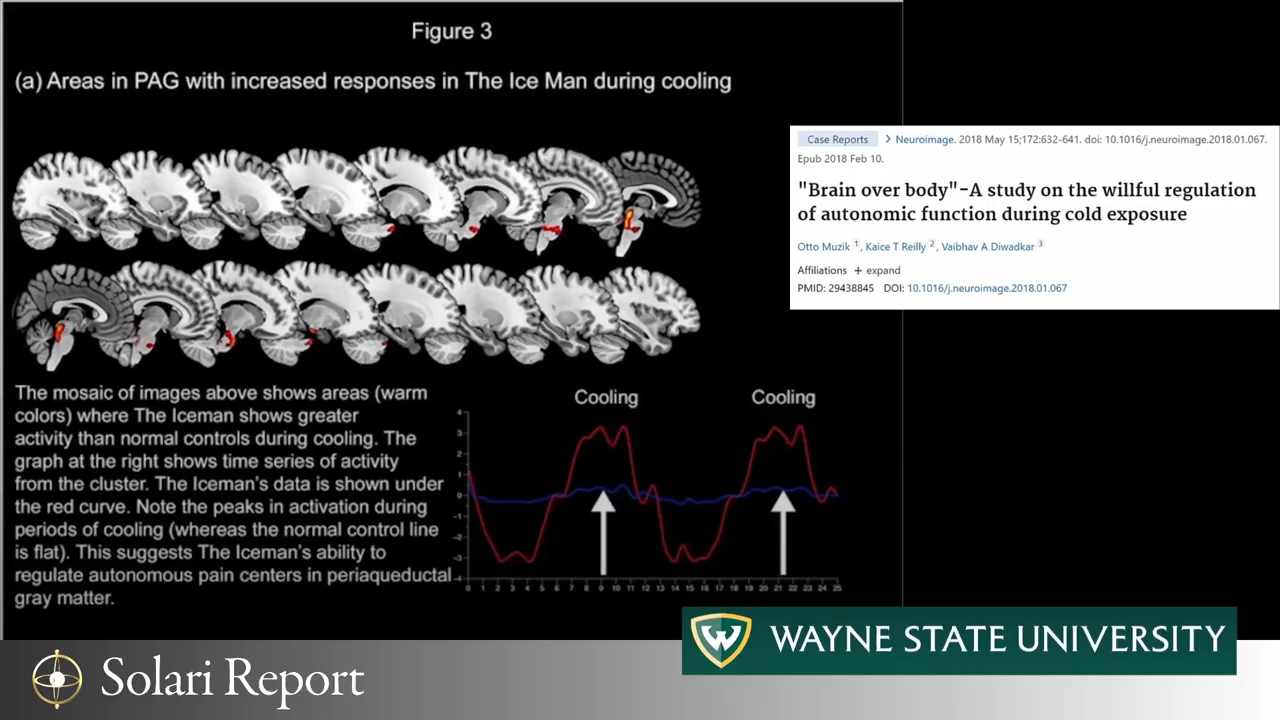 Figure 3
(a) Areas in PAG with increased responses in The Ice Man during cooling
Case Reports > Neuroimage. 2018 May 15;172:632-641. doi: 10.1016/j.neuroimage.2018.01.067.
Epub 2018 Feb 10.
"Brain over body"-A study on the willful regulation
of autonomic function during cold exposure
Otto Muzik 1, Kaice T Reilly 2, Vaibhav A Diwadkar 3
Affiliations + expand
PMID: 29438845 DOI: 10.1016/j.neuroimage.2018.01.067
The mosaic of images above shows areas (warm
colors) where The Iceman shows greater
activity than normal controls during cooling. The
graph at the right shows time series of activity
from the cluster. The Iceman's data is shown under
the red curve. Note the peaks in activation during
periods of cooling (whereas the normal control line
is flat). This suggests The Iceman's ability to
regulate autonomous pain centers in periaqueductal
gray matter.
Cooling Cooling
4
3
2
1
0
-1
-2
-3
-4
0 1 2 3 4 5 6 7 8 9 10 11 12 13 14 15 16 17 18 19 20 21 22 23 24 25
W WAYNE STATE UNIVERSITY
Solari Report